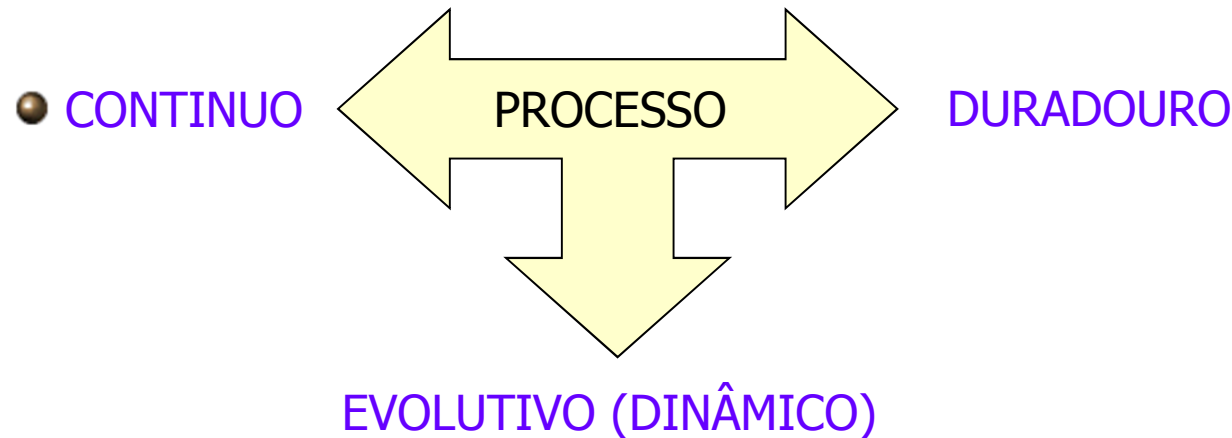 CONTINUO PROCESSO DURADOURO
EVOLUTIVO (DINÂMICO)